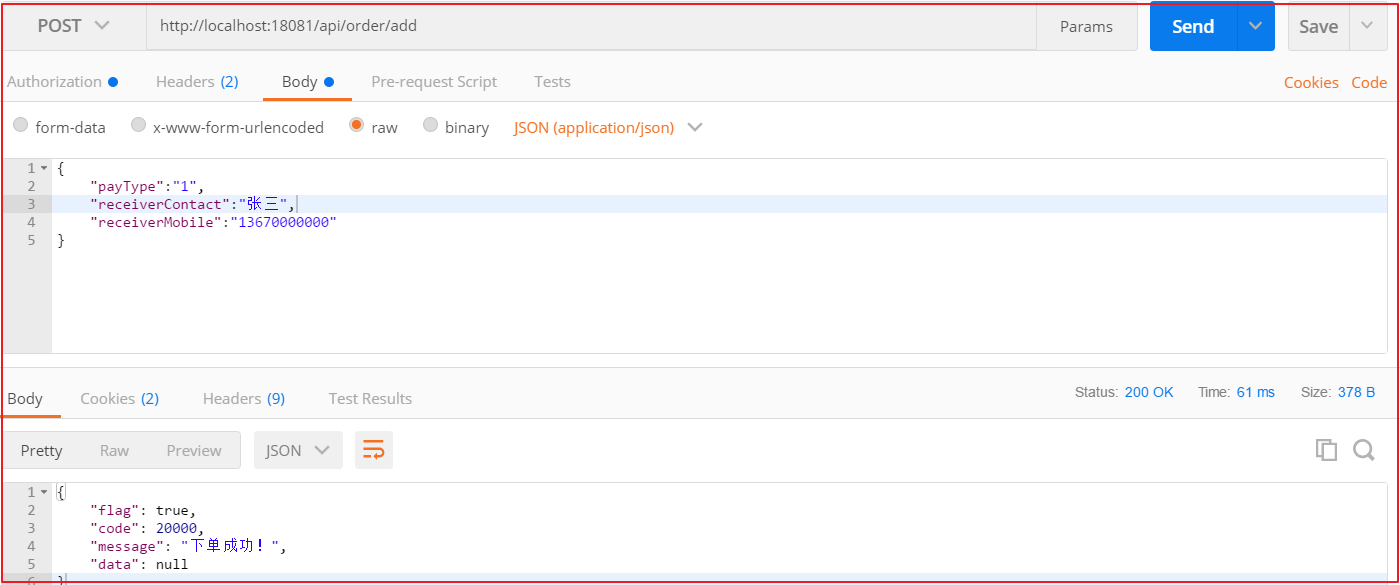 POST http://localhost:18081/api/order/add Params Send Save
Authorization Headers (2) Body Pre-request Script Tests Cookies Code
form-data x-www-form-urlencoded raw binary JSON (application/json)
1 {
2 "payType":"1",
3 "receiverContact":"张三",
4 "receiverMobile":"13670000000"
5 }
Body Cookies (2) Headers (9) Test Results Status: 200 OK Time: 61 ms Size: 378 B
Pretty Raw Preview JSON
1 {
2 "flag": true,
3 "code": 20000,
4 "message": "下单成功！",
5 "data": null
6 }